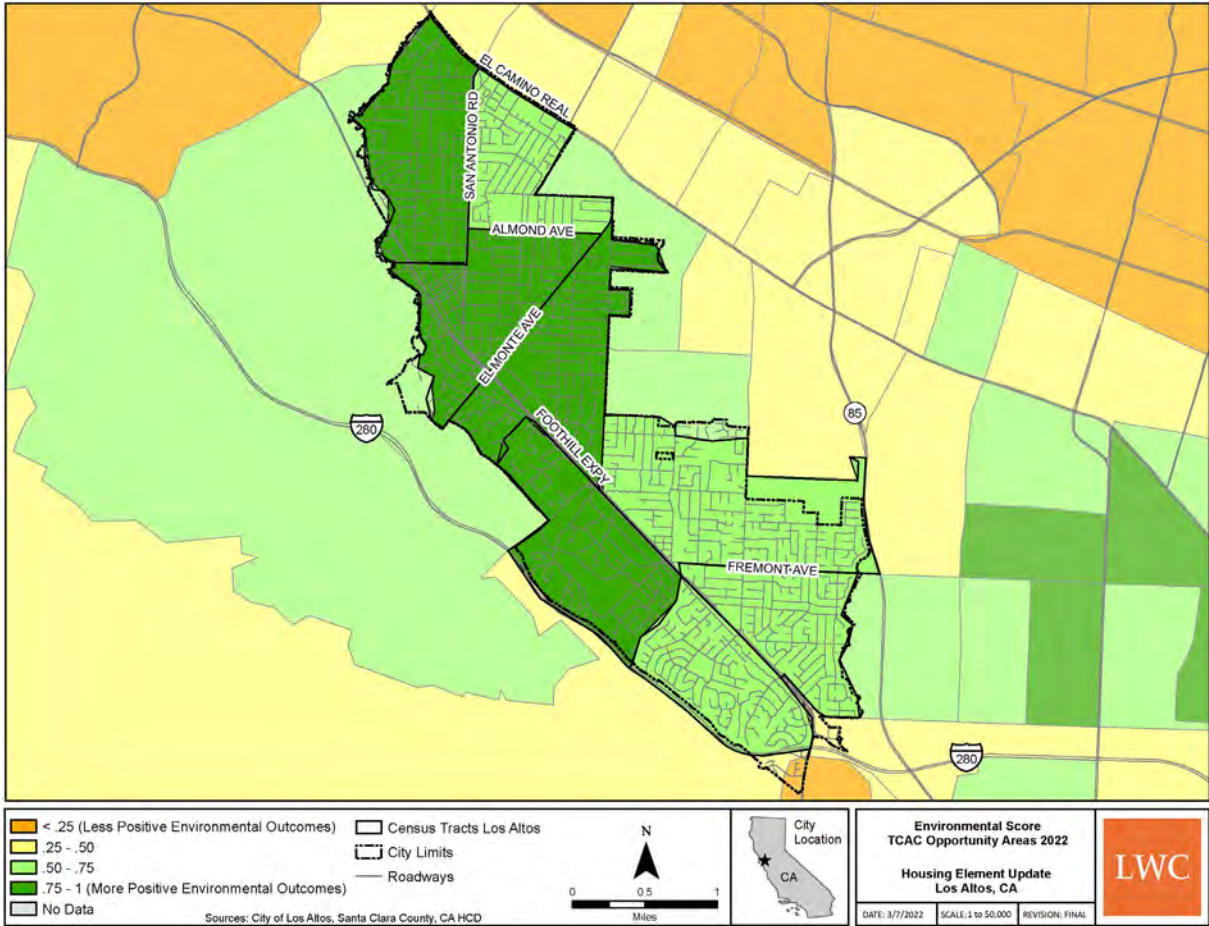 EL CAMINO REAL
SAN ANTONIO RD
ALMOND AVE
EL MONTE AVE
FOOTHILL EXPY
280
85
FREMONT AVE
280
< .25 (Less Positive Environmental Outcomes)
.25 - .50
.50 - .75
.75 - 1 (More Positive Environmental Outcomes)
No Data
Census Tracts Los Altos
City Limits
Roadways
Sources: City of Los Altos, Santa Clara County, CA HCD
N
0 0.5 1
Miles
City
Location
CA
Environmental Score
TCAC Opportunity Areas 2022
Housing Element Update
Los Altos, CA
DATE: 3/7/2022 SCALE: 1 to 50,000 REVISION: FINAL
LWC